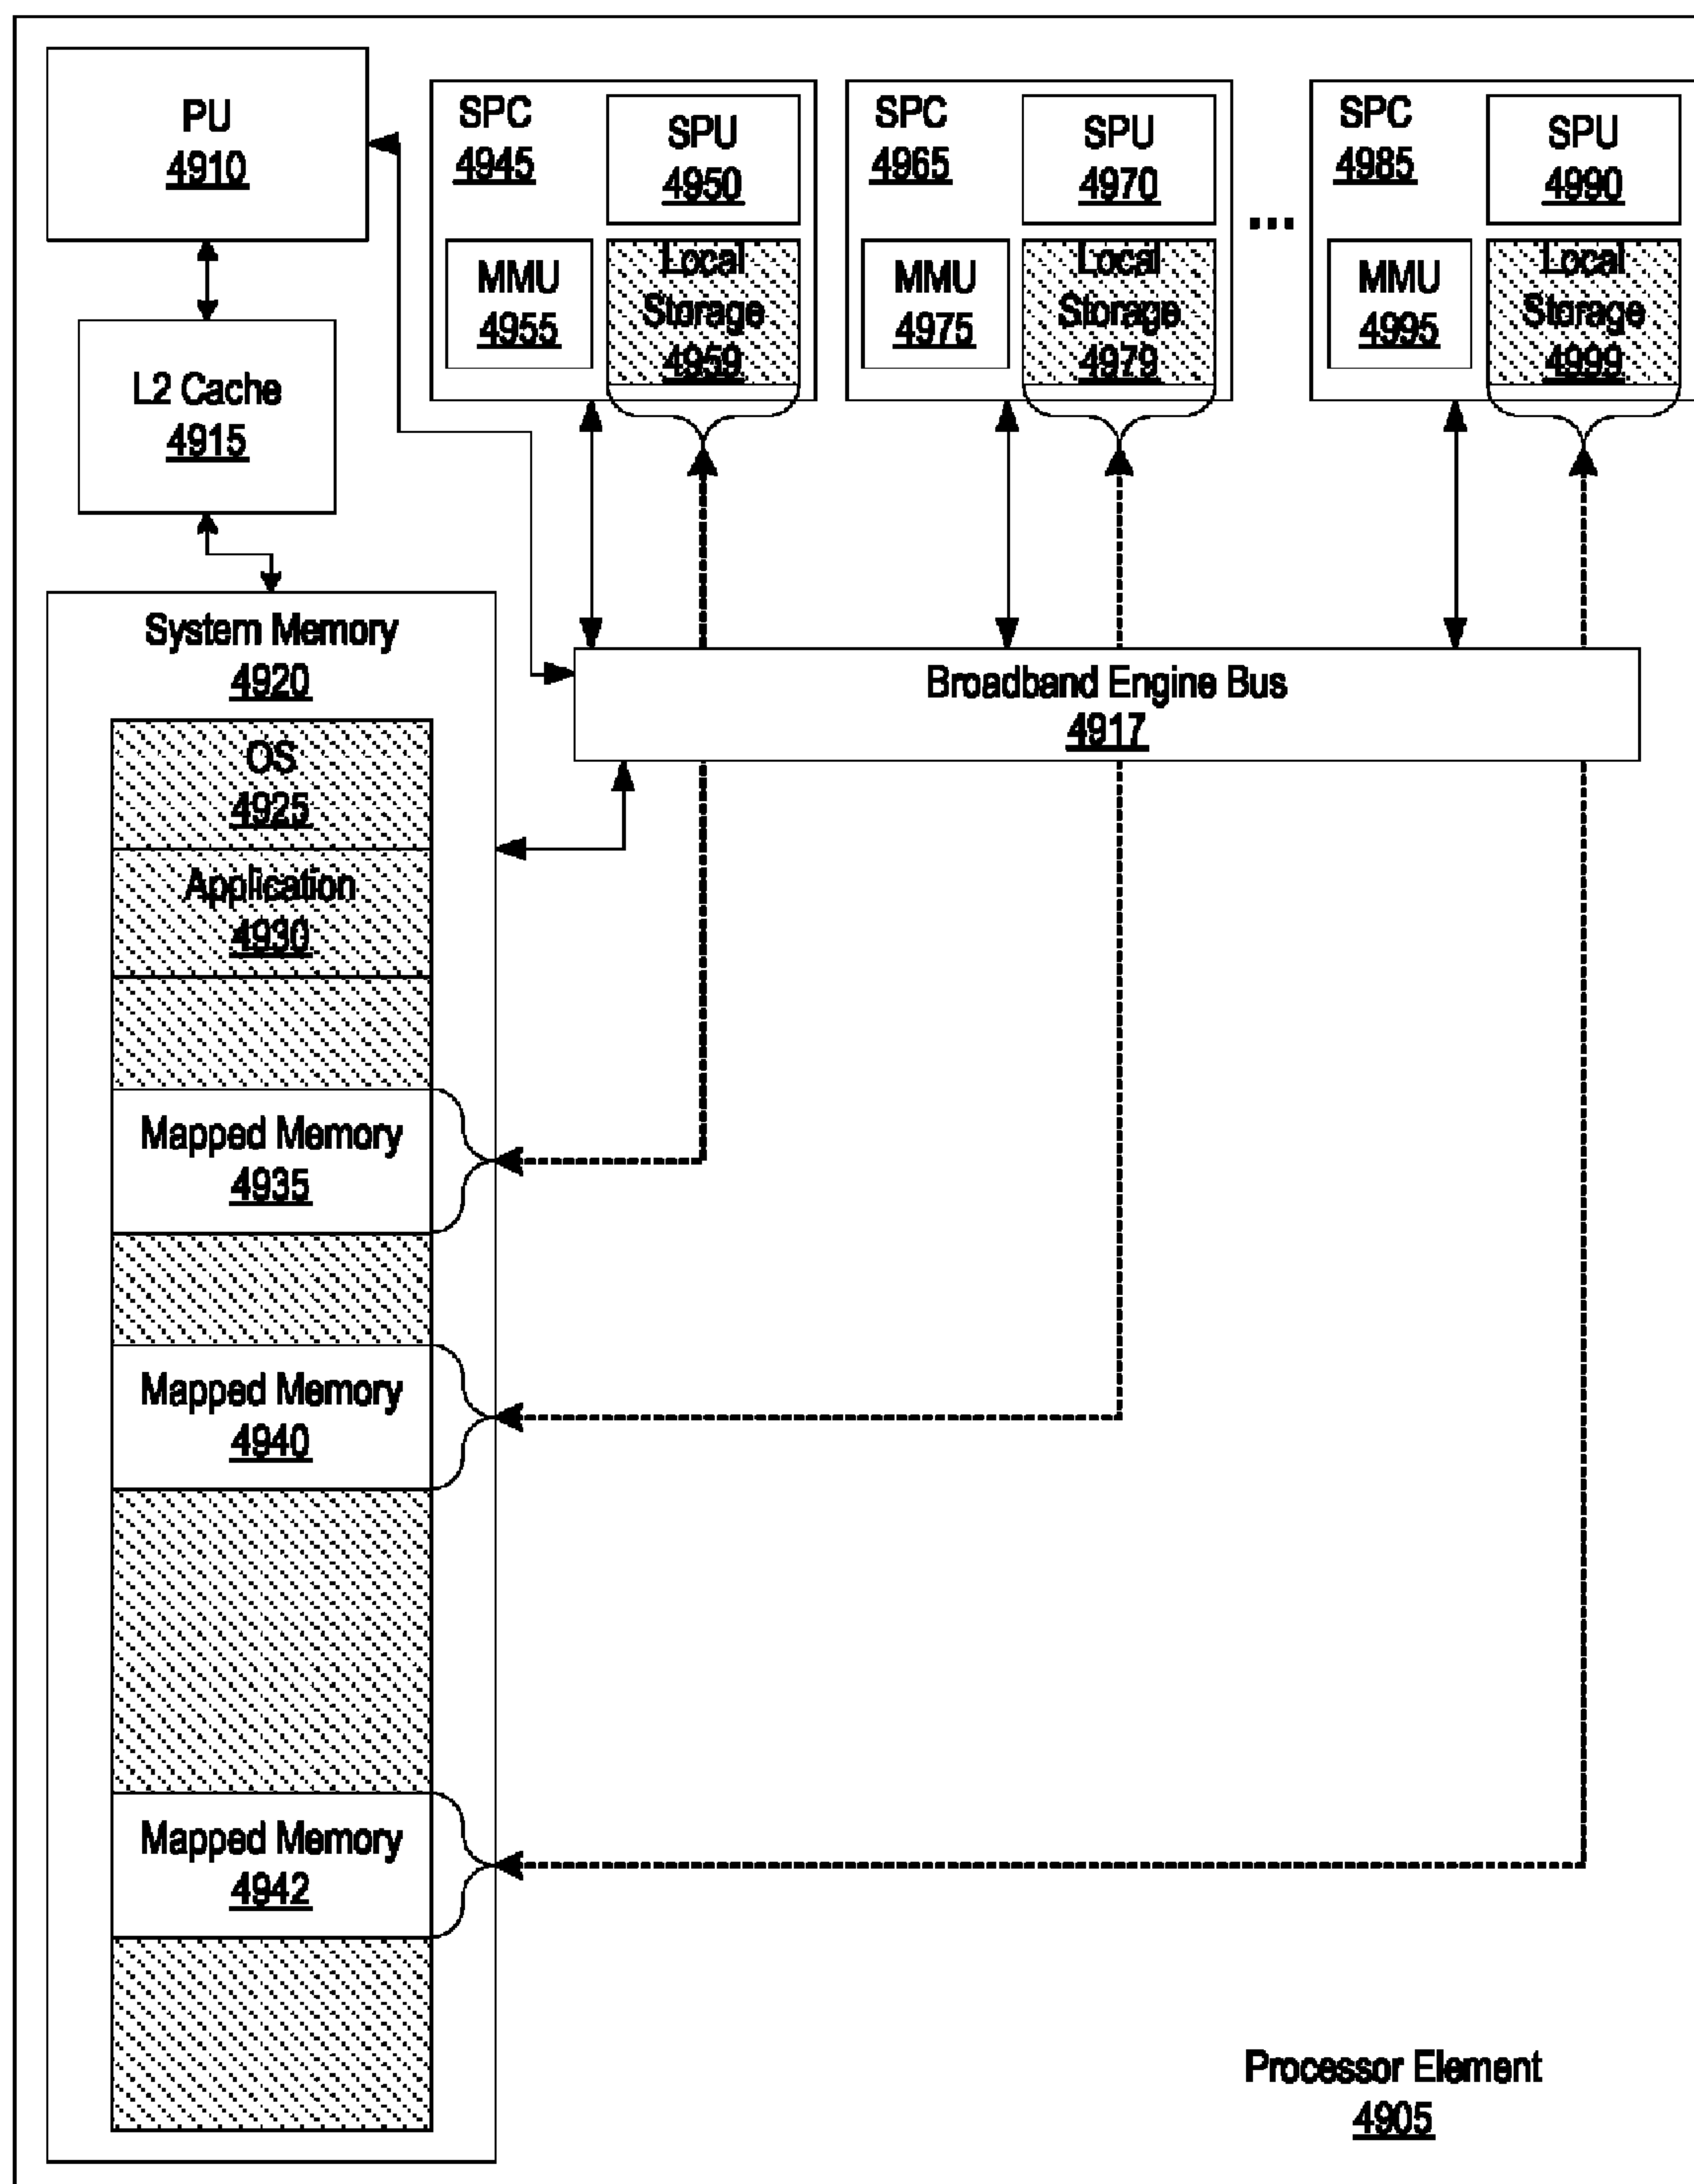 PU
4910
L2 Cache
4915
SPC
4945
SPU
4950
MMU
4955
Local
Storage
4959
SPC
4965
SPU
4970
MMU
4975
Local
Storage
4979
...
SPC
4985
SPU
4990
MMU
4995
Local
Storage
4999
Broadband Engine Bus
4917
System Memory
4920
OS
4925
Application
4930
Mapped Memory
4935
Mapped Memory
4940
Mapped Memory
4942
Processor Element
4905